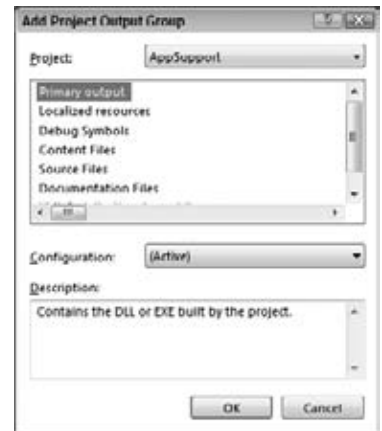 Add Project Output Group
Project: AppSupport
Primary output
Localized resources
Debug Symbols
Content Files
Source Files
Documentation Files
Configuration: (Active)
Description:
Contains the DLL or EXE built by the project.
OK Cancel